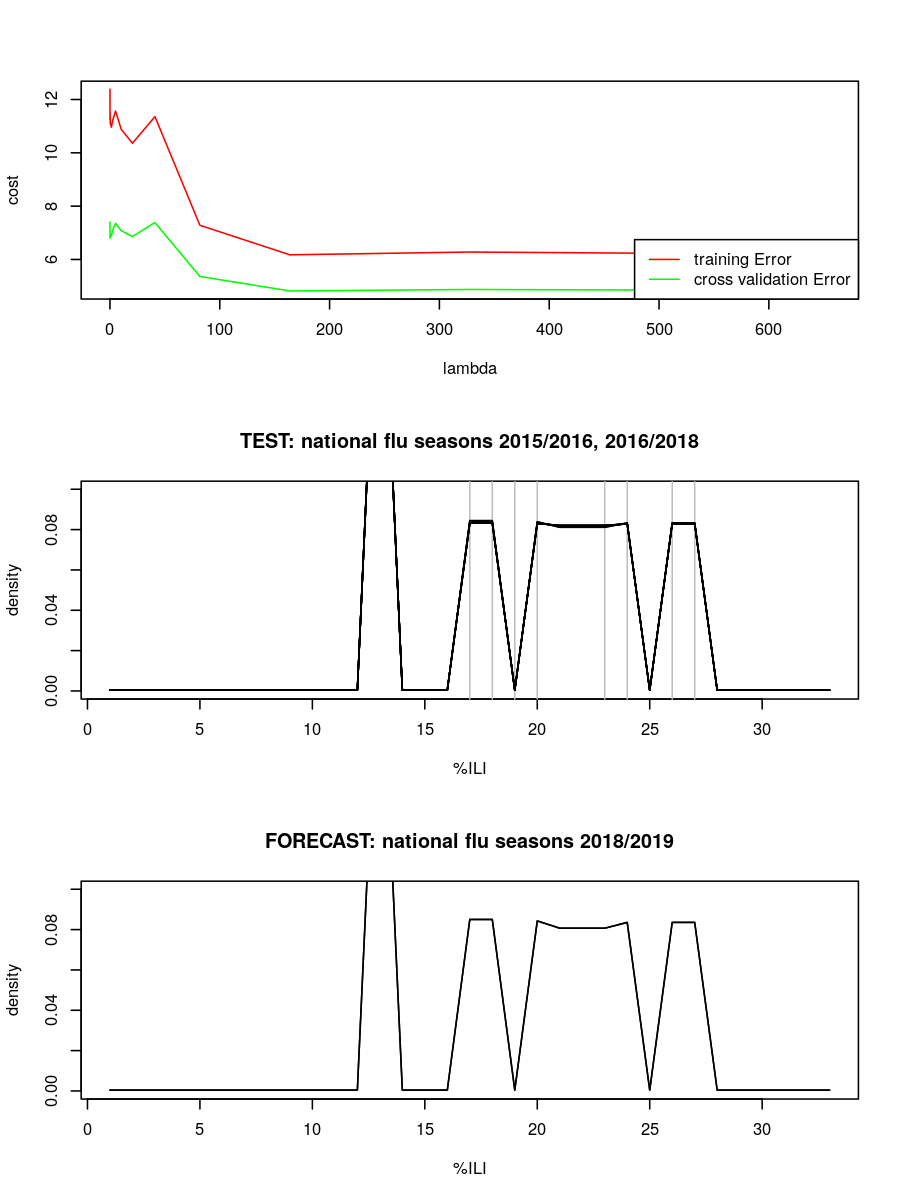 12
10
8
6
cost
training Error
cross validation Error
0 100 200 300 400 500 600
lambda
TEST: national flu seasons 2015/2016, 2016/2018
0.08
0.04
0.00
density
0 5 10 15 20 25 30
%ILI
FORECAST: national flu seasons 2018/2019
0.08
0.04
0.00
density
0 5 10 15 20 25 30
%ILI